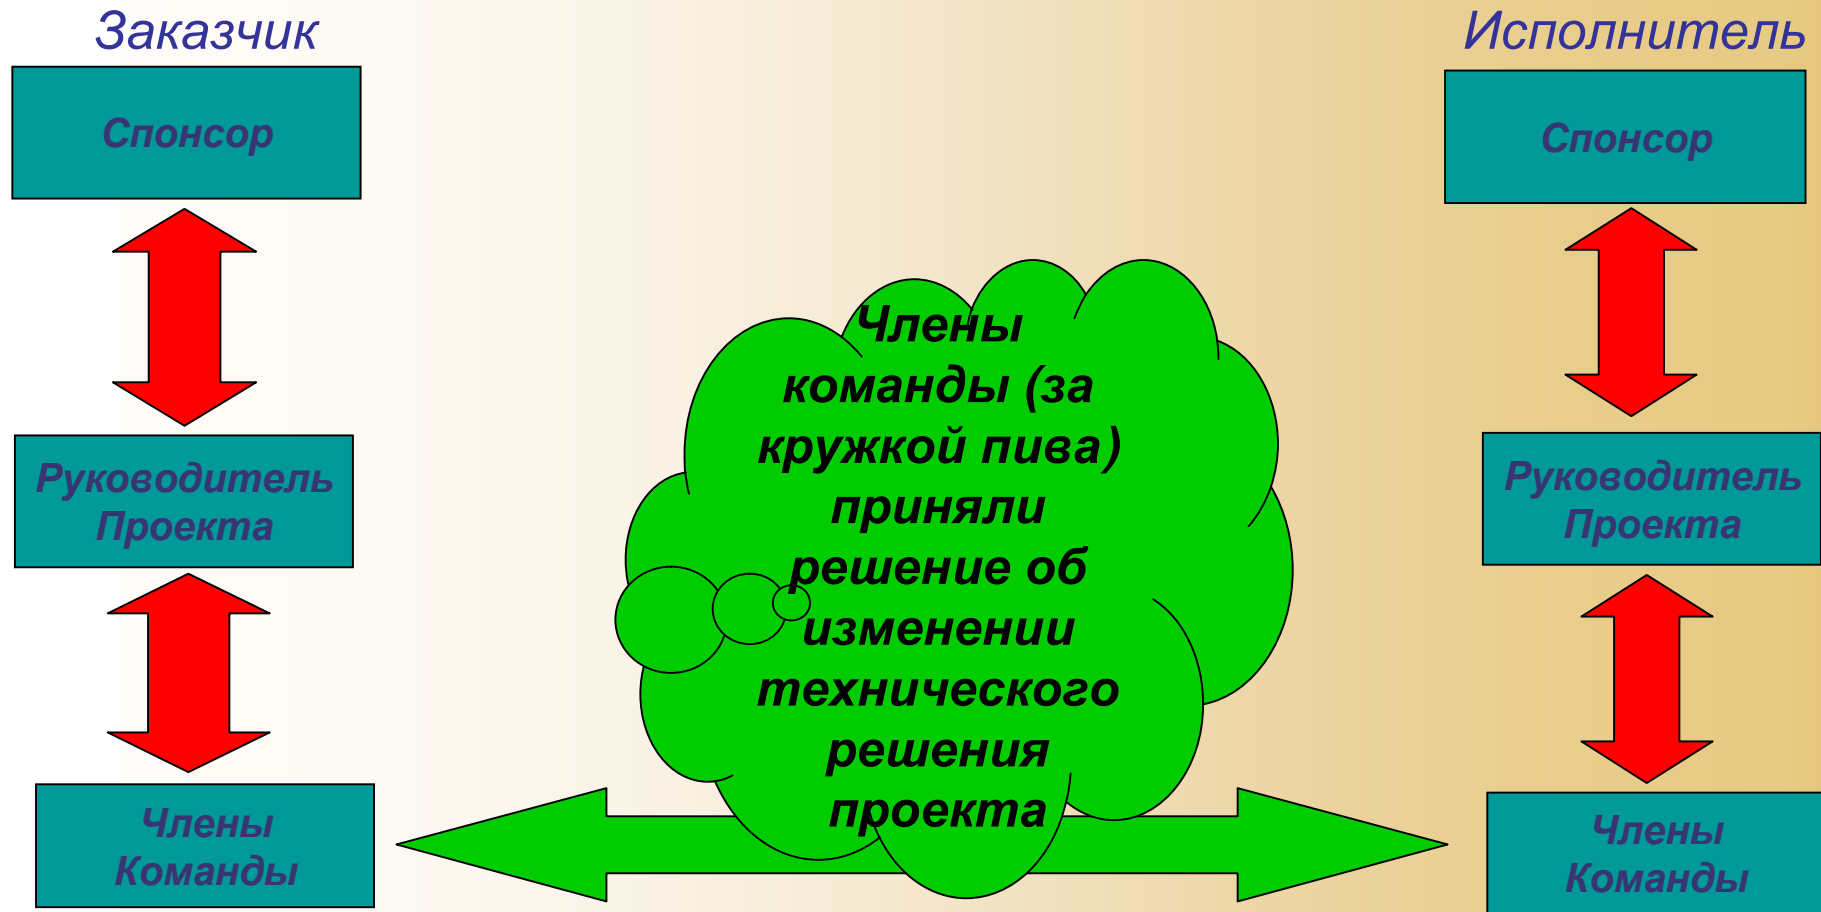 Заказчик
Исполнитель
Спонсор
Спонсор
Руководитель
Проекта
Руководитель
Проекта
Члены
команды (за
кружкой пива)
приняли
решение об
изменении
технического
решения
проекта
Члены
Команды
Члены
Команды